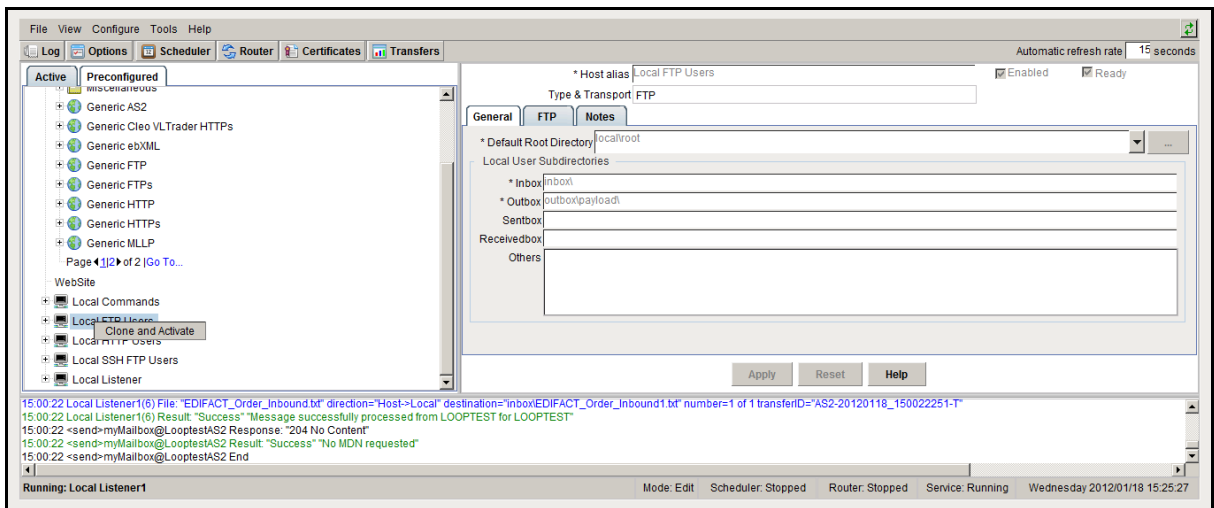 File View Configure Tools Help
Log Options Scheduler Router Certificates Transfers Automatic refresh rate 15 seconds
Active Preconfigured
Miscellaneous
Generic AS2
Generic Cleo VLTrader HTTPs
Generic ebXML
Generic FTP
Generic FTPs
Generic HTTP
Generic HTTPs
Generic MLLP
Page 1|2 of 2 |Go To...
WebSite
Local Commands
Local FTP Users
Clone and Activate
Local HTTP Users
Local SSH FTP Users
Local Listener
* Host alias Local FTP Users Enabled Ready
Type & Transport FTP
General FTP Notes
* Default Root Directory local\root ...
Local User Subdirectories
* Inbox inbox\
* Outbox outbox\payload\
Sentbox
Receivedbox
Others
Apply Reset Help
15:00:22 Local Listener1(6) File: "EDIFACT_Order_Inbound.txt" direction="Host->Local" destination="inbox\EDIFACT_Order_Inbound1.txt" number=1 of 1 transferID="AS2-20120118_150022251-T"
15:00:22 Local Listener1(6) Result: "Success" "Message successfully processed from LOOPTEST for LOOPTEST"
15:00:22 <send>myMailbox@LooptestAS2 Response: "204 No Content"
15:00:22 <send>myMailbox@LooptestAS2 Result: "Success" "No MDN requested"
15:00:22 <send>myMailbox@LooptestAS2 End
Running: Local Listener1 Mode: Edit Scheduler: Stopped Router: Stopped Service: Running Wednesday 2012/01/18 15:25:27